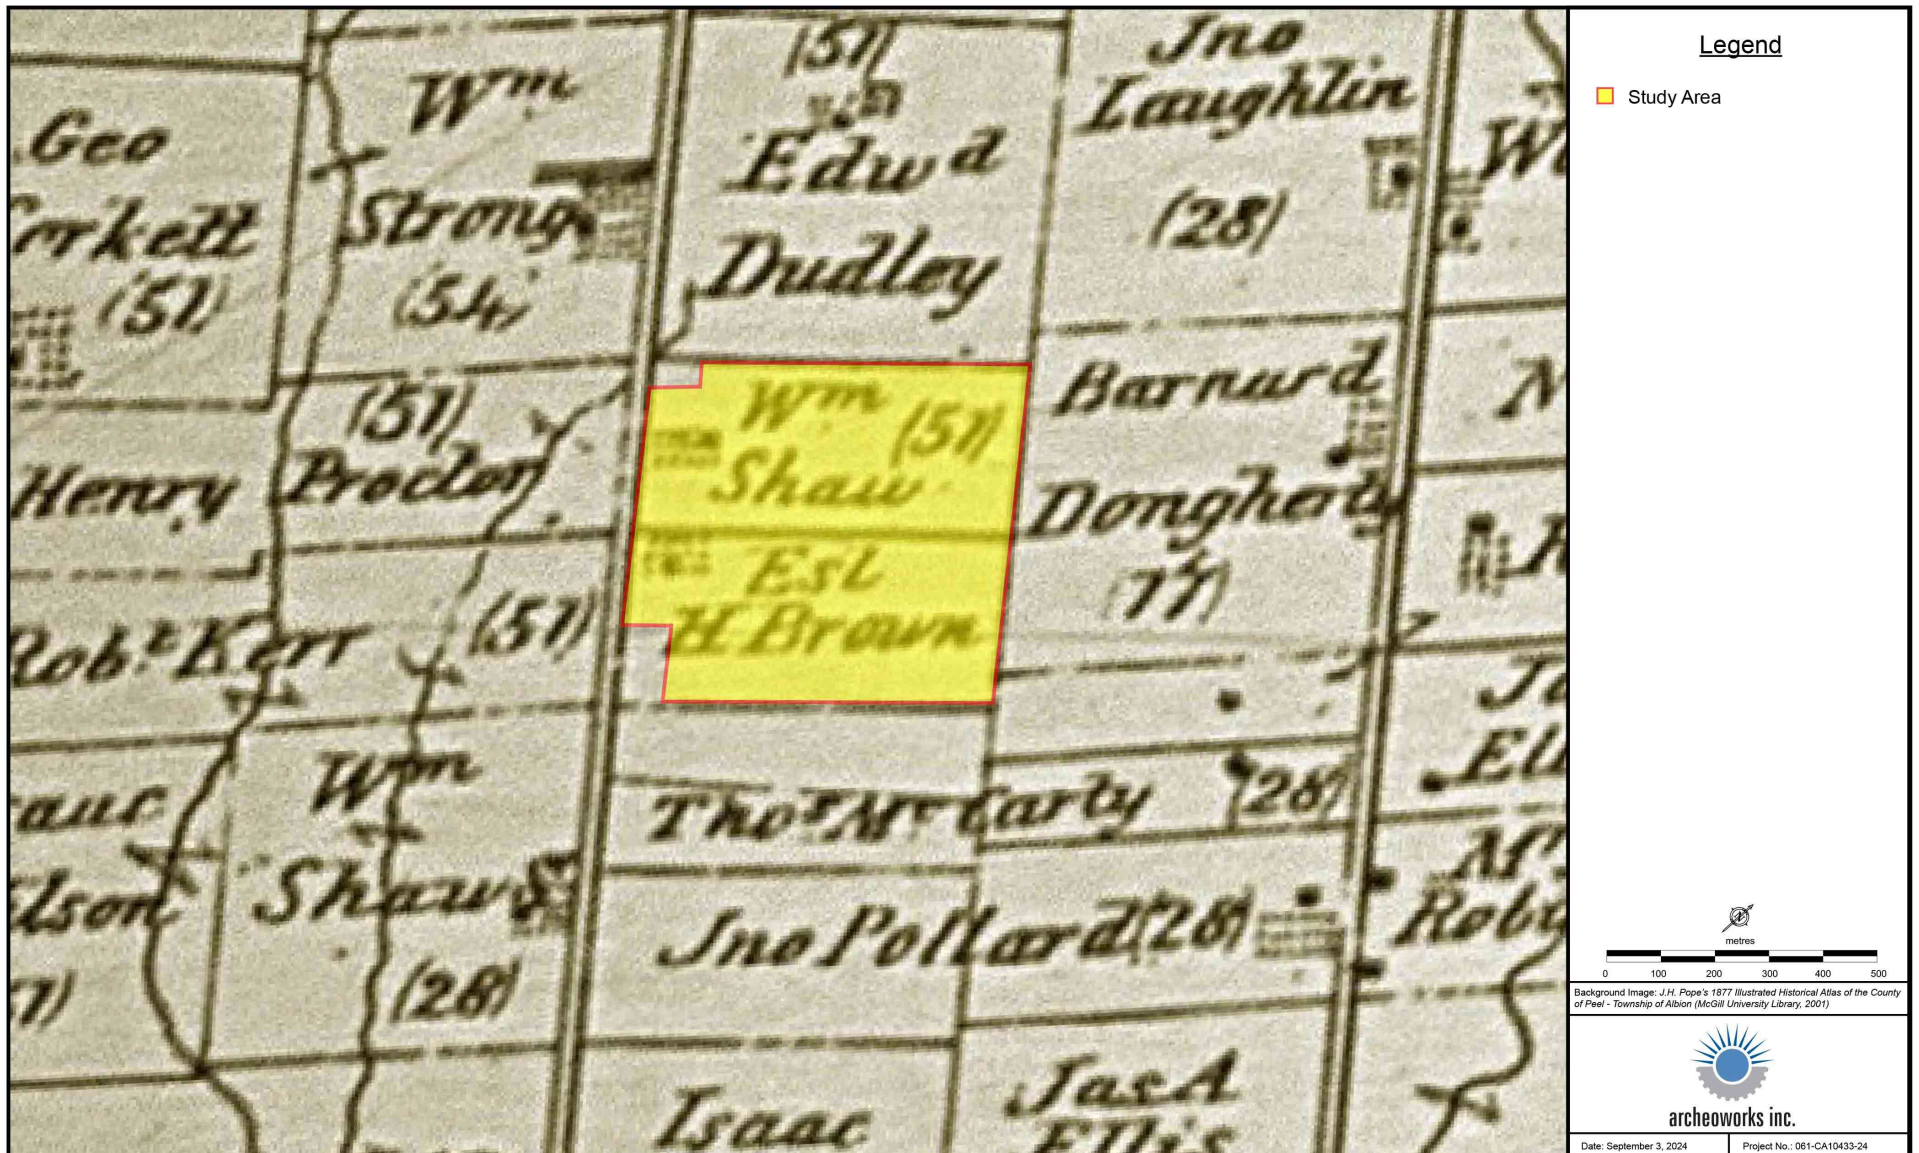 Geo
(51)
Wm
Strong
(54)
(51)
Edwd
Dudley
Jno
Laughlin
(28)
Wm (51)
Shaw
Est
H. Brown
Barnard
Dongherty
(77)
(51)
Henry Proctor
Robt. Kerr (51)
Wm
Shaw
(28)
Thos. McCarty (28)
Jno Pollard (28)
Isaac
Jas A
Ellis
Legend
Study Area
metres
0 100 200 300 400 500
Background Image: J.H. Pope's 1877 Illustrated Historical Atlas of the County
of Peel - Township of Albion (McGill University Library, 2001)
archeoworks inc.
Date: September 3, 2024
Project No.: 061-CA10433-24